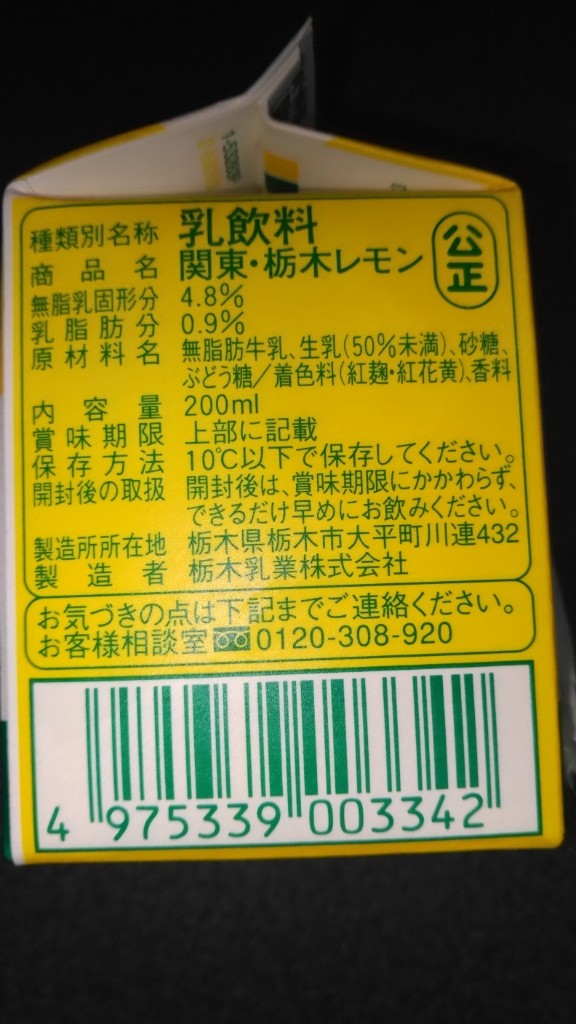 種類別名称 乳飲料
公正
商品名 関東・栃木レモン
無脂乳固形分 4.8%
乳脂肪分 0.9%
原材料名 無脂肪牛乳、生乳(50%未満)、砂糖、
ぶどう糖/着色料(紅麹・紅花黄)、香料
内容量 200ml
賞味期限 上部に記載
保存方法 10℃以下で保存してください。
開封後の取扱 開封後は、賞味期限にかかわらず、
できるだけ早めにお飲みください。
製造所所在地 栃木県栃木市大平町川連432
製造者 栃木乳業株式会社
お気づきの点は下記までご連絡ください。
お客様相談室 0120-308-920
4 975339 003342